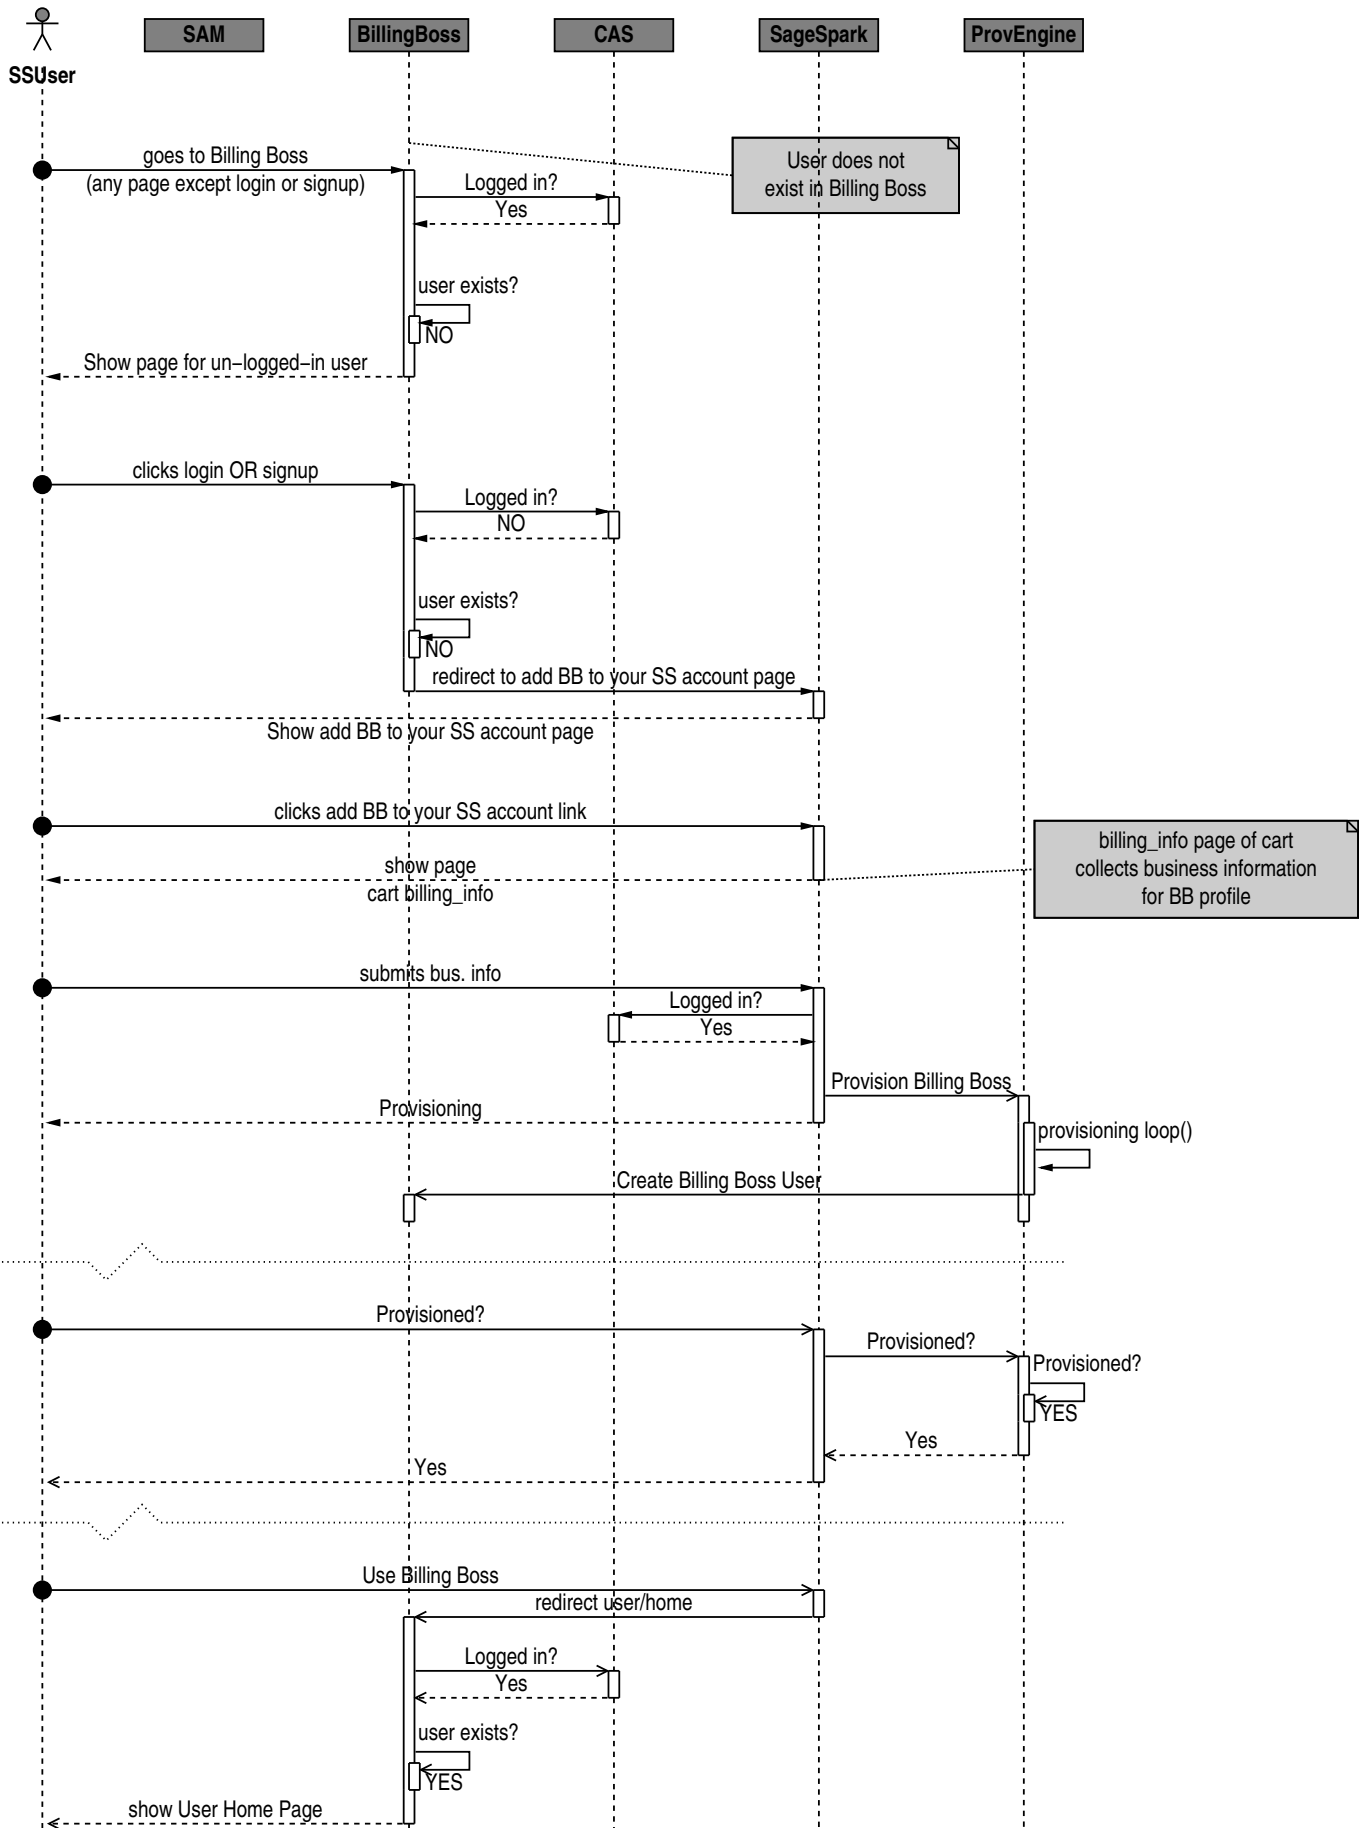 SAM
BillingBoss
CAS
SageSpark
ProvEngine
SSUser
goes to Billing Boss
(any page except login or signup)
User does not
exist in Billing Boss
Logged in?
Yes
user exists?
NO
Show page for un−logged−in user
clicks login OR signup
Logged in?
NO
user exists?
NO
redirect to add BB to your SS account page
Show add BB to your SS account page
clicks add BB to your SS account link
billing_info page of cart
collects business information
for BB profile
show page
cart billing_info
submits bus. info
Logged in?
Yes
Provision Billing Boss
Provisioning
provisioning loop()
Create Billing Boss User
Provisioned?
Provisioned?
Provisioned?
YES
Yes
Yes
Use Billing Boss
redirect user/home
Logged in?
Yes
user exists?
YES
show User Home Page